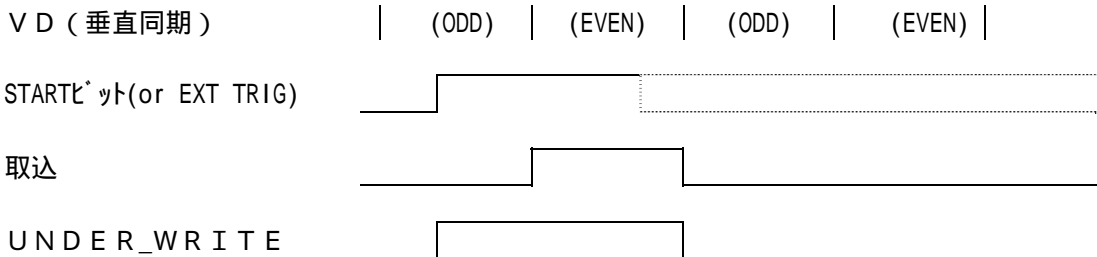 ＶＤ（垂直同期） (ODD) (EVEN) (ODD) (EVEN)
STARTﾋﾞｯﾄ(or EXT TRIG)
取込
ＵＮＤＥＲ_ＷＲＩＴＥ